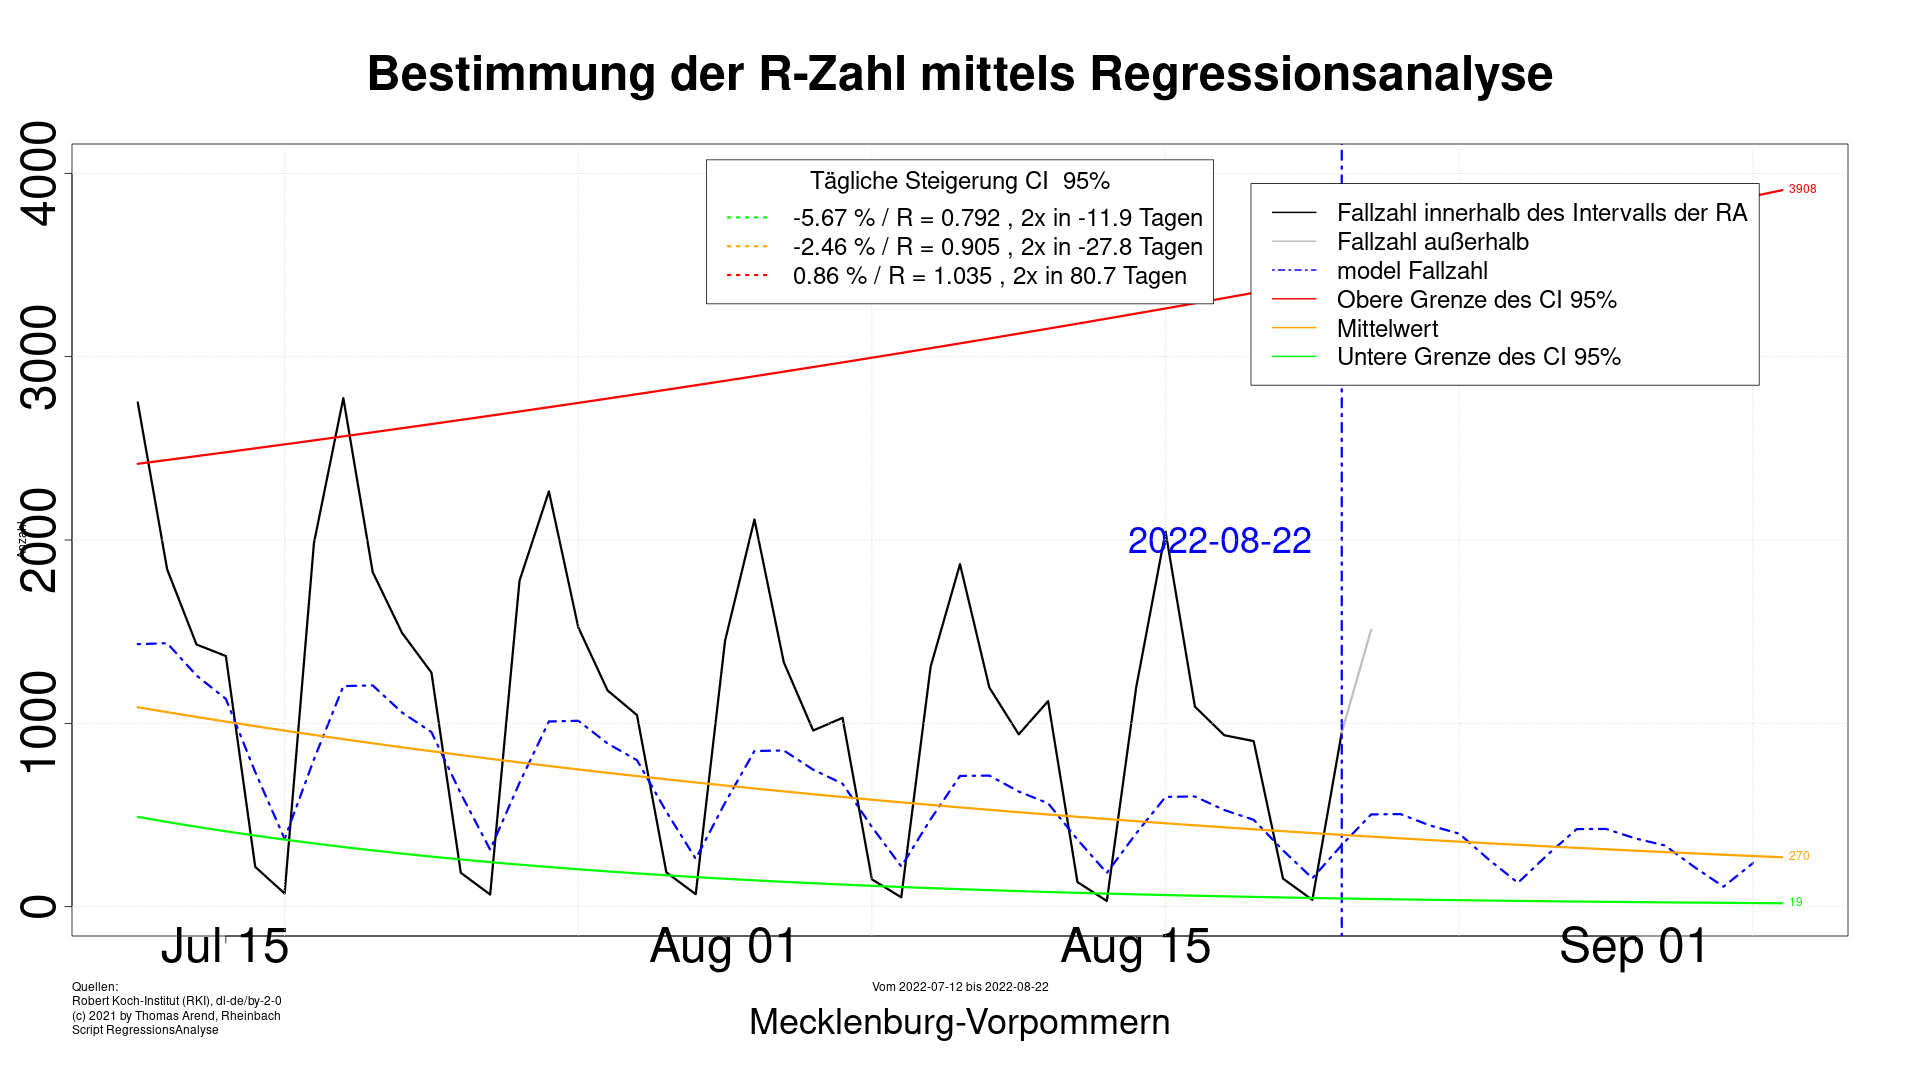 Bestimmung der R-Zahl mittels Regressionsanalyse
4000
3000
2000
1000
0
Anzahl
Tägliche Steigerung CI  95%
-5.67 % / R = 0.792 , 2x in -11.9 Tagen
-2.46 % / R = 0.905 , 2x in -27.8 Tagen
0.86 % / R = 1.035 , 2x in 80.7 Tagen
Fallzahl innerhalb des Intervalls der RA
Fallzahl außerhalb
model Fallzahl
Obere Grenze des CI 95%
Mittelwert
Untere Grenze des CI 95%
3908
2022-08-22
270
19
Jul 15
Aug 01
Aug 15
Sep 01
Quellen:
Robert Koch-Institut (RKI), dl-de/by-2-0
(c) 2021 by Thomas Arend, Rheinbach
Script RegressionsAnalyse
Vom 2022-07-12 bis 2022-08-22
Mecklenburg-Vorpommern